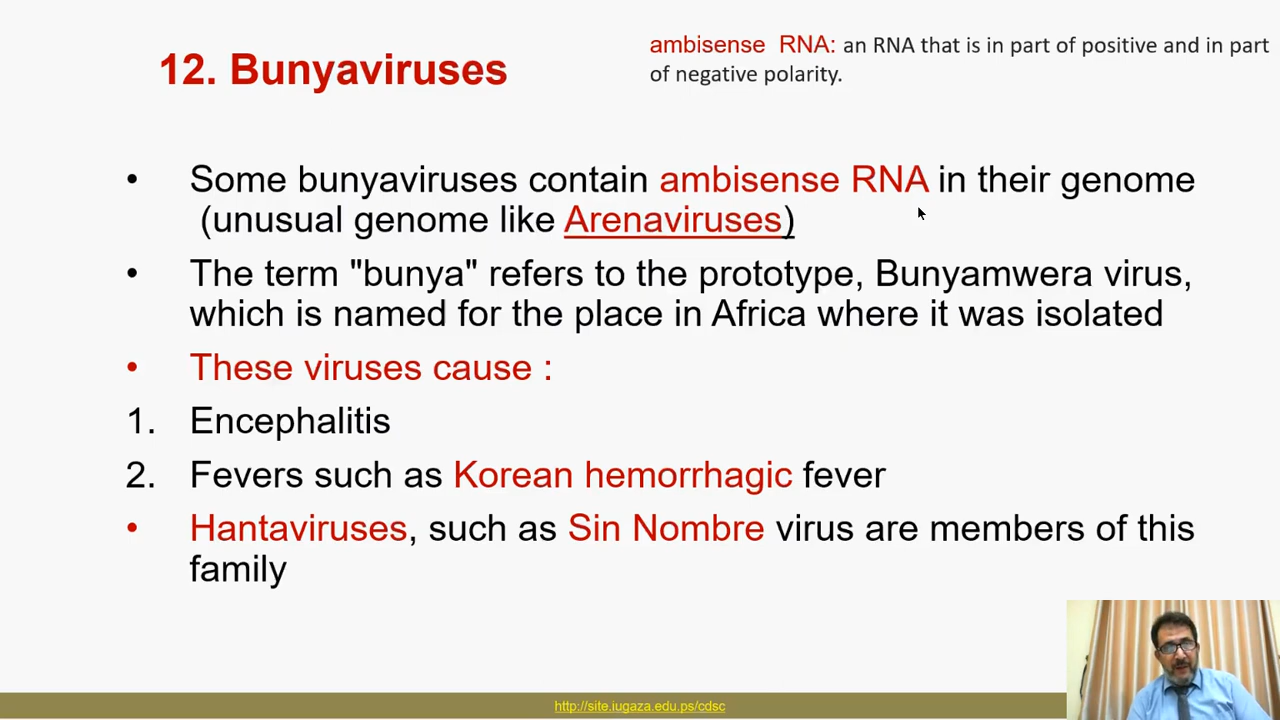 12. Bunyaviruses
ambisense RNA: an RNA that is in part of positive and in part
of negative polarity.
• Some bunyaviruses contain ambisense RNA in their genome
(unusual genome like Arenaviruses)
• The term "bunya" refers to the prototype, Bunyamwera virus,
which is named for the place in Africa where it was isolated
• These viruses cause :
1. Encephalitis
2. Fevers such as Korean hemorrhagic fever
• Hantaviruses, such as Sin Nombre virus are members of this
family
http://site.iugaza.edu.ps/cdsc